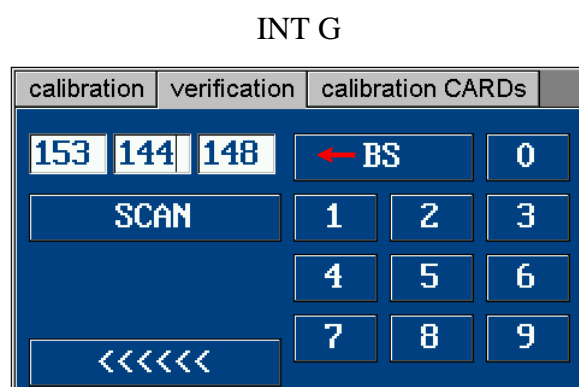 INT G
calibration verification calibration CARDs
153 144 148 BS 0
SCAN 1 2 3
4 5 6
7 8 9
<<<<<<